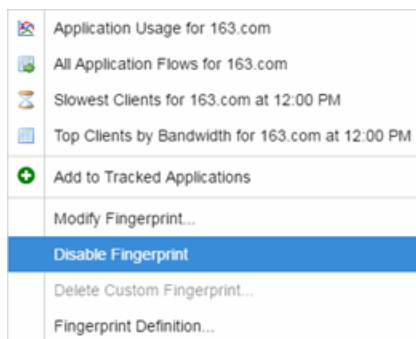 Application Usage for 163.com
All Application Flows for 163.com
Slowest Clients for 163.com at 12:00 PM
Top Clients by Bandwidth for 163.com at 12:00 PM
Add to Tracked Applications
Modify Fingerprint...
Disable Fingerprint
Delete Custom Fingerprint...
Fingerprint Definition...